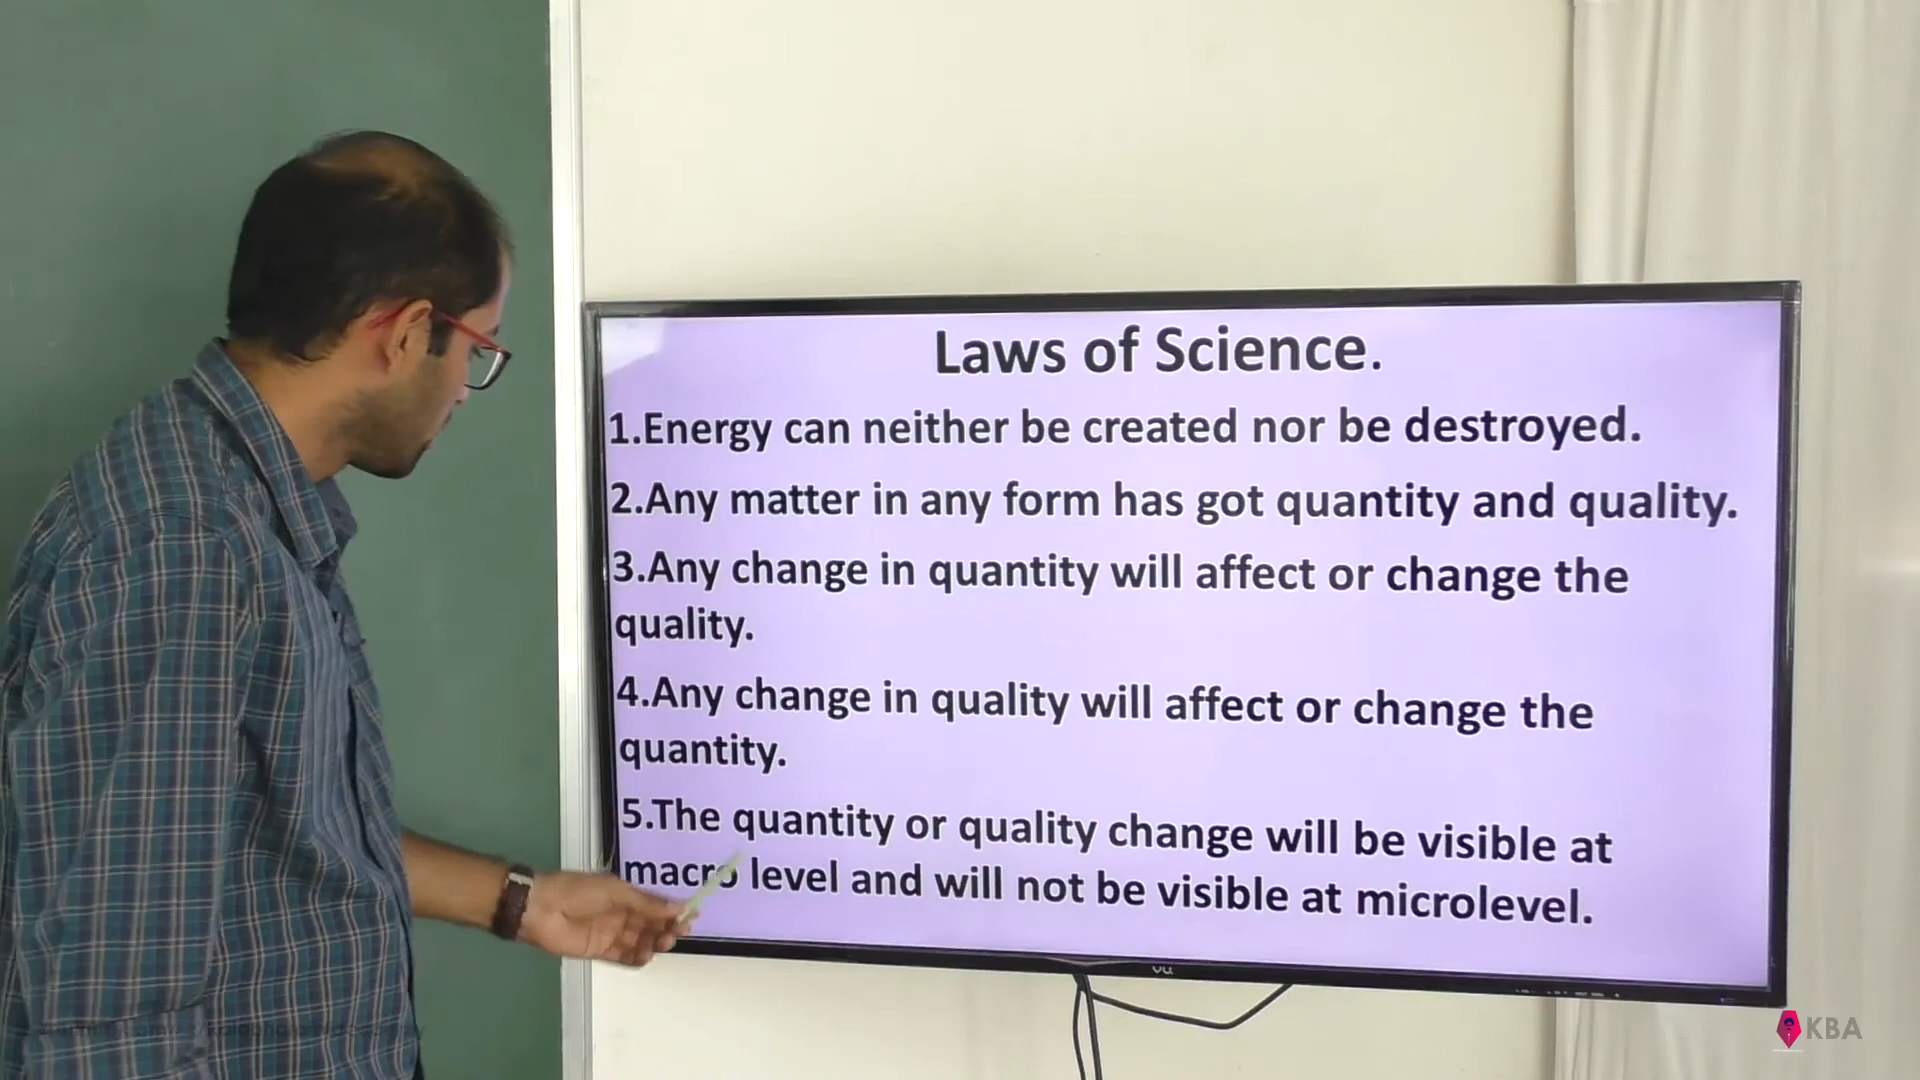 Laws of Science.
1.Energy can neither be created nor be destroyed.
2.Any matter in any form has got quantity and quality.
3.Any change in quantity will affect or change the
quality.
4.Any change in quality will affect or change the
quantity.
5.The quantity or quality change will be visible at
macro level and will not be visible at microlevel.
KBA